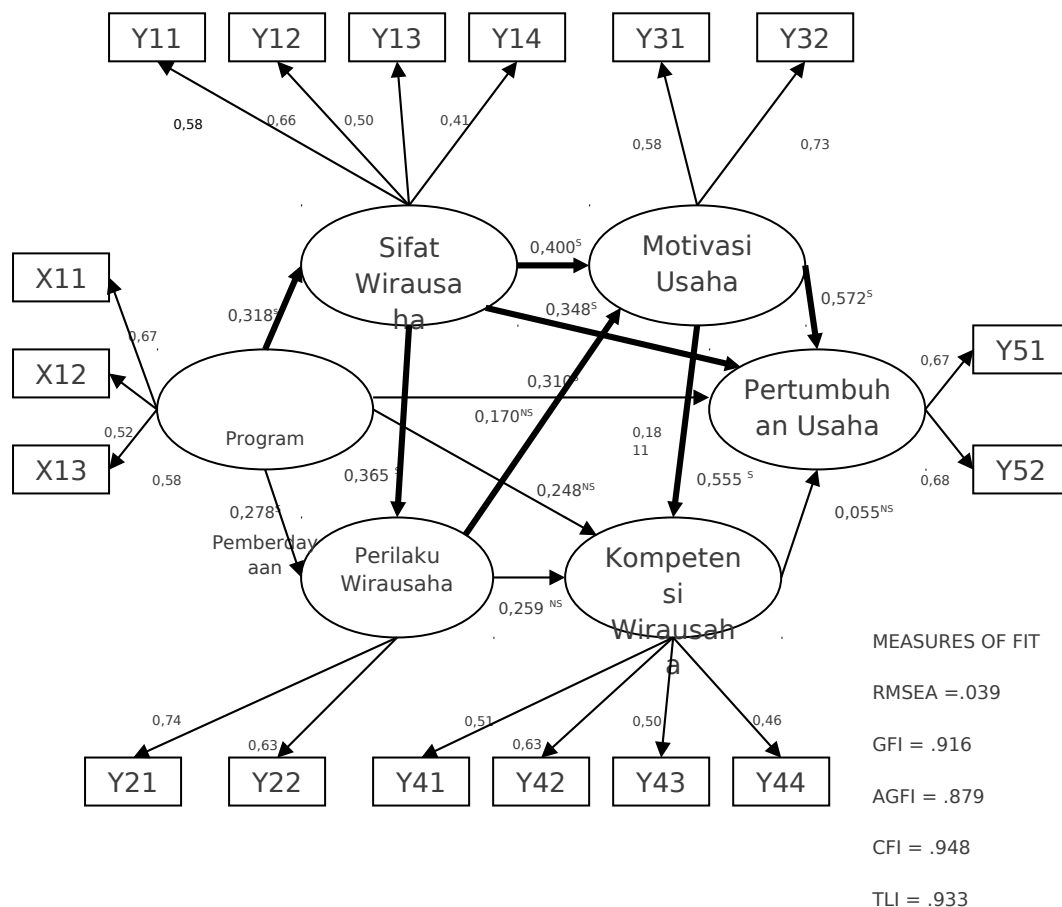 Y11 Y12 Y13 Y14 Y31 Y32
0,58 0,66 0,50 0,41 0,58 0,73
Sifat
Wirausa
ha
Motivasi
Usaha
0,400S
X11
0,318S
0,348S
0,572S
0,67
X12
Y51
0,67
0,310S
Pertumbuh
an Usaha
0,170NS
Program
0,52
X13
0,18
11
Y52
0,58
0,365 S
0,248NS
0,555 S
0,68
0,278S
0,055NS
Pemberday
aan
Perilaku
Wirausaha
Kompeten
si
Wirausah
a
0,259 NS
MEASURES OF FIT
RMSEA =.039
0,74 0,63 0,51 0,63 0,50 0,46
GFI = .916
Y21 Y22 Y41 Y42 Y43 Y44
AGFI = .879
CFI = .948
TLI = .933